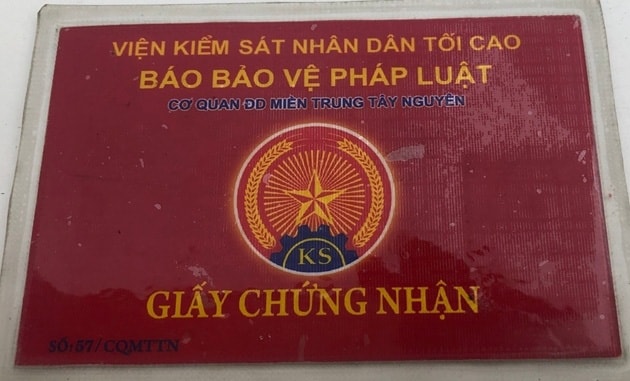 VIỆN KIỂM SÁT NHÂN DÂN TỐI CAO
BÁO BẢO VỆ PHÁP LUẬT
CƠ QUAN ĐD MIỀN TRUNG TÂY NGUYÊN
KS
GIẤY CHỨNG NHẬN
SỐ: 57/CQMTTN